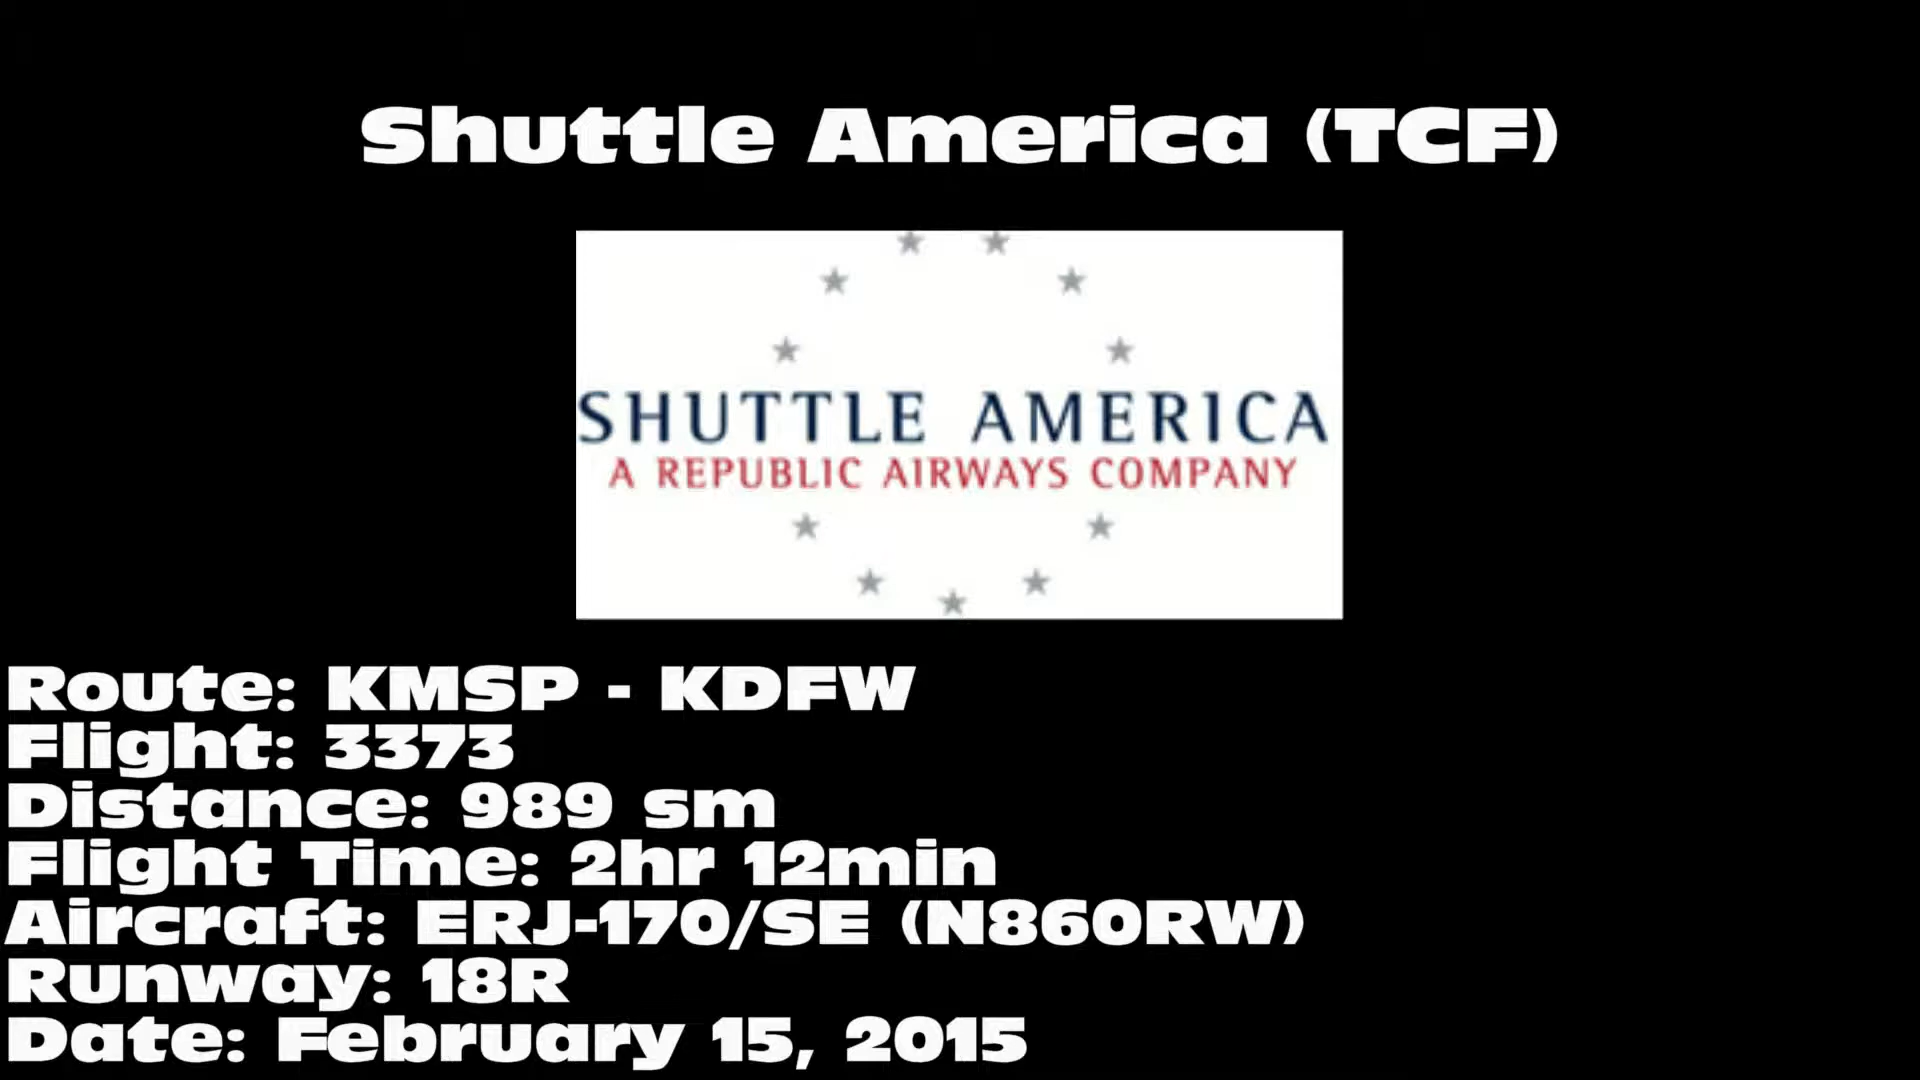 Shuttle America (TCF)
SHUTTLE AMERICA
A REPUBLIC AIRWAYS COMPANY
Route: KMSP - KDFW
Flight: 3373
Distance: 989 sm
Flight Time: 2hr 12min
Aircraft: ERJ-170/SE (N860RW)
Runway: 18R
Date: February 15, 2015